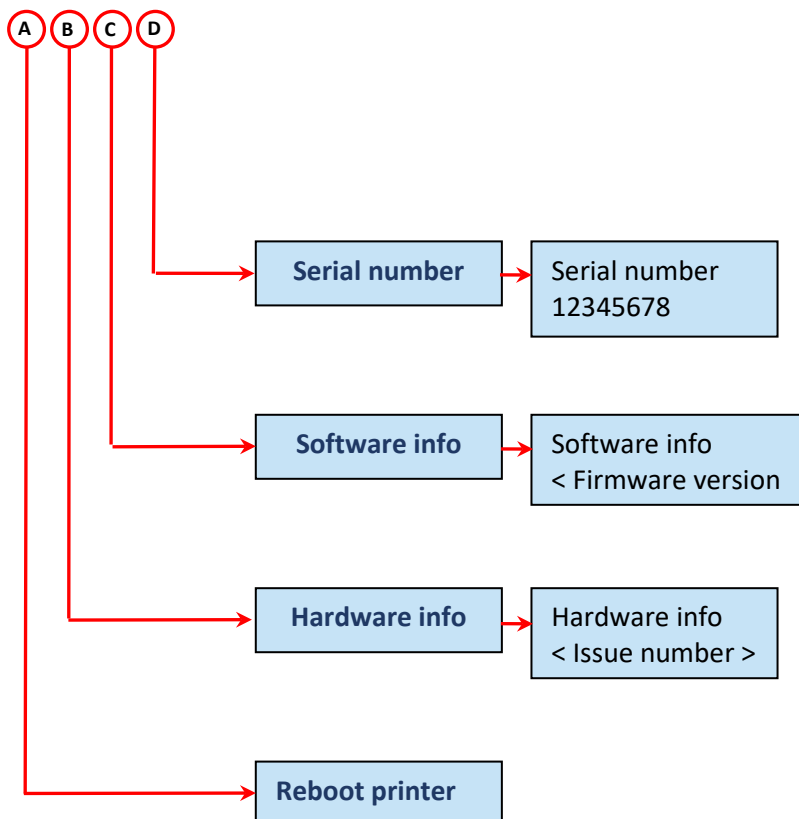 A B C D
Serial number
Serial number
12345678
Software info
Software info
< Firmware version
Hardware info
Hardware info
< Issue number >
Reboot printer